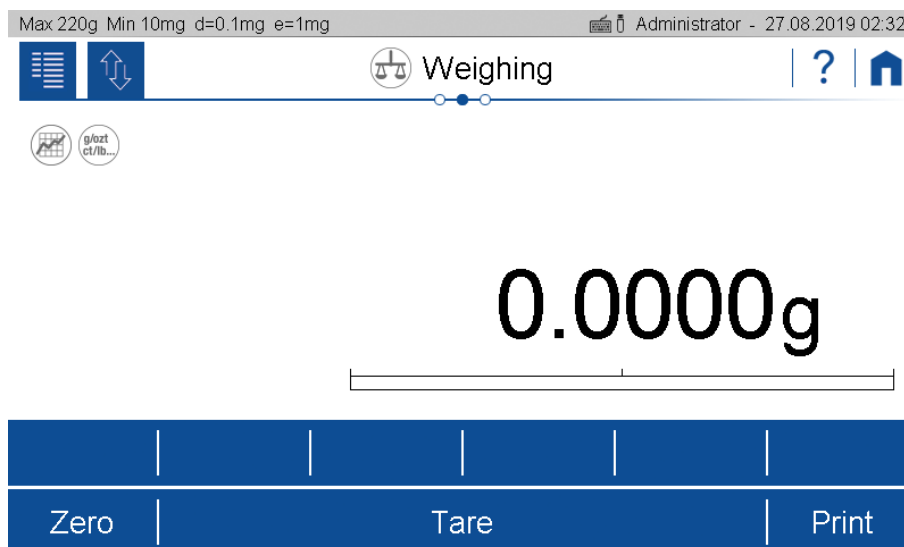 Max 220g Min 10mg d=0.1mg e=1mg Administrator - 27.08.2019 02:32
Weighing ?
g/ozt
ct/lb...
0.0000g
Zero Tare Print